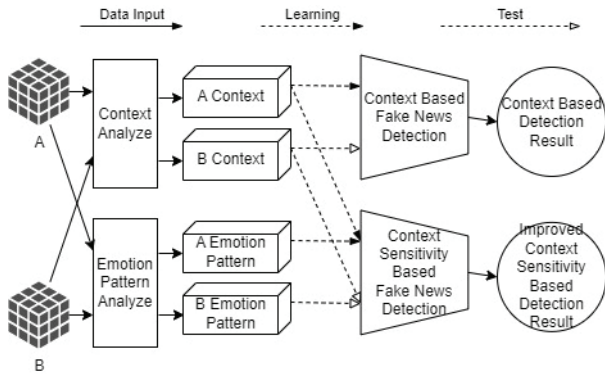 Data Input
Learning
Test
A
Context
Analyze
A Context
B Context
Context Based
Fake News
Detection
Context Based
Detection
Result
Emotion
Pattern
Analyze
A Emotion
Pattern
B Emotion
Pattern
Context
Sensitivity
Based
Fake News
Detection
Improved
Context
Sensitivity
Based
Detection
Result
B